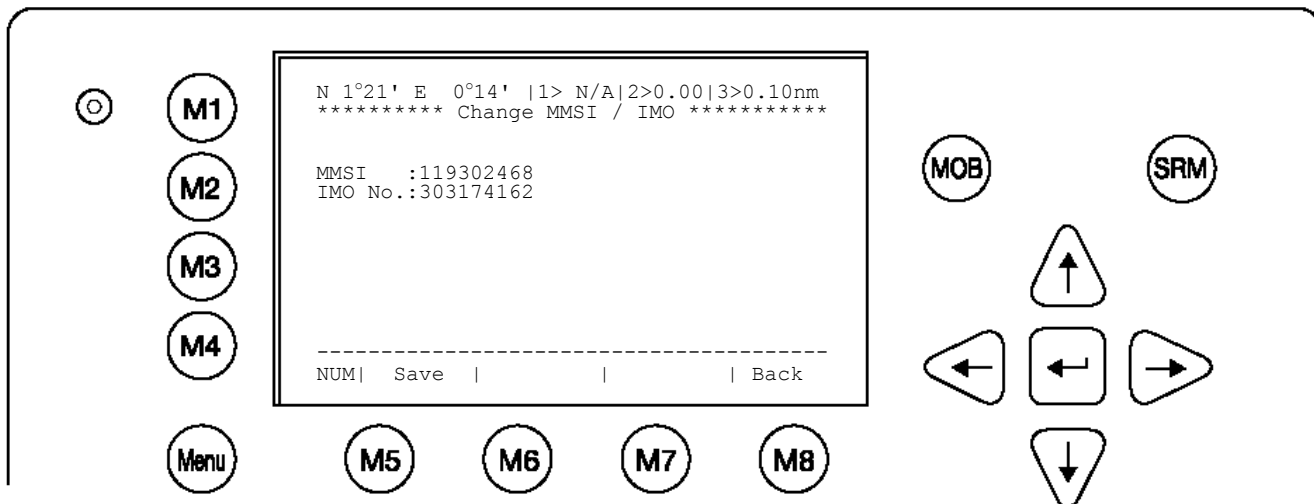 N 1°21' E 0°14' |1> N/A|2>0.00|3>0.10nm
********** Change MMSI / IMO ***********
M1
M2
MMSI :119302468
IMO No.:303174162
MOB
SRM
M3
M4
----------------------------------------
NUM| Save | | | Back
Menu
M5
M6
M7
M8